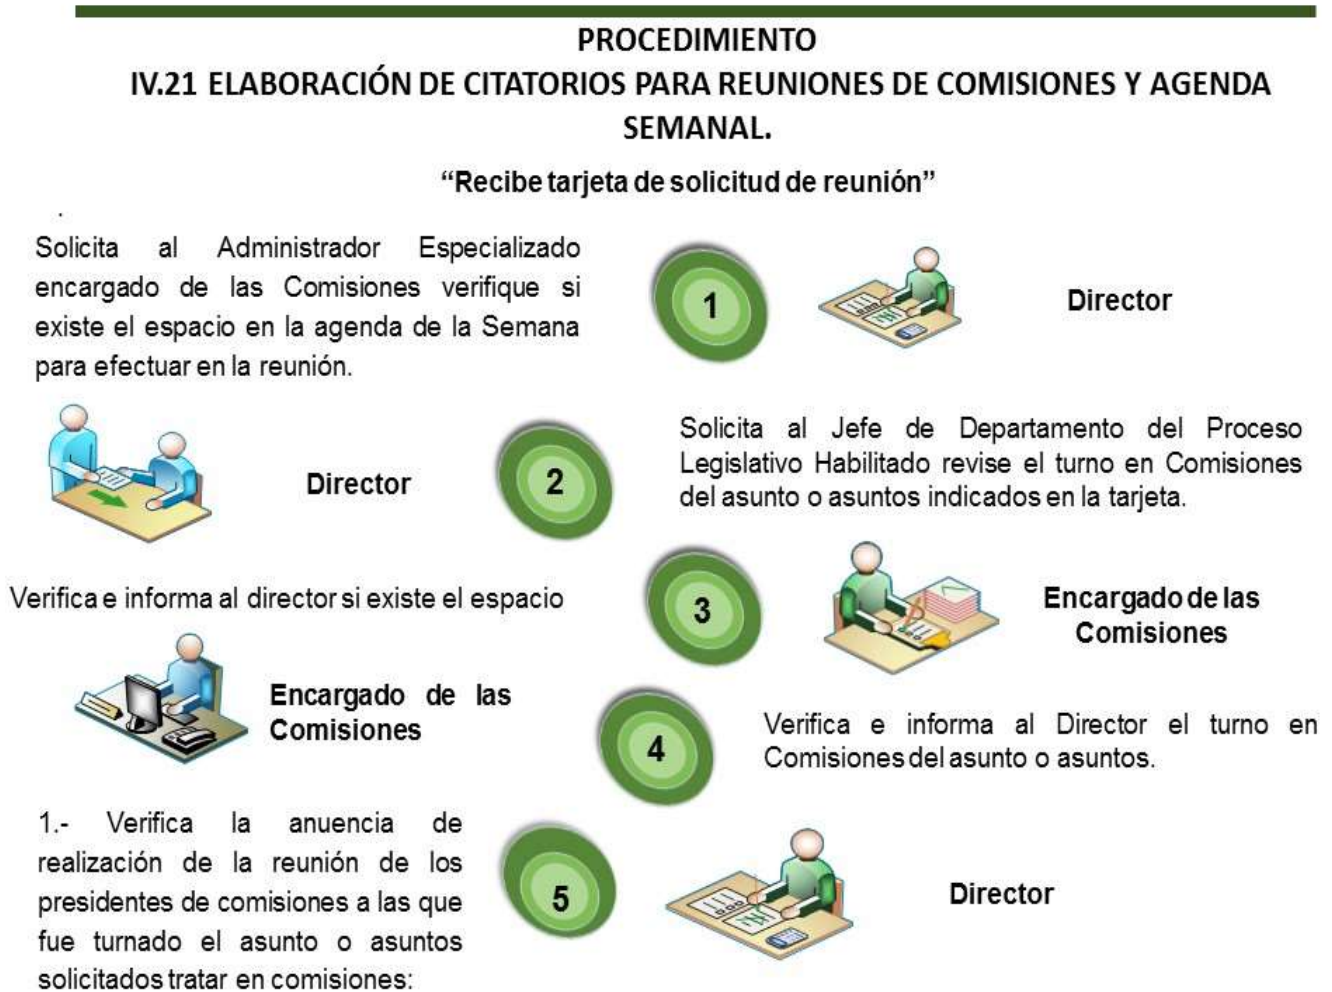 PROCEDIMIENTO
IV.21 ELABORACIÓN DE CITATORIOS PARA REUNIONES DE COMISIONES Y AGENDA
SEMANAL.
“Recibe tarjeta de solicitud de reunión”
.
Solicita al Administrador Especializado
encargado de las Comisiones verifique si
existe el espacio en la agenda de la Semana
para efectuar en la reunión.
1
Director
Director
2
Solicita al Jefe de Departamento del Proceso
Legislativo Habilitado revise el turno en Comisiones
del asunto o asuntos indicados en la tarjeta.
Verifica e informa al director si existe el espacio
3
Encargado de las
Comisiones
Encargado de las
Comisiones
4
Verifica e informa al Director el turno en
Comisiones del asunto o asuntos.
1.- Verifica la anuencia de
realización de la reunión de los
presidentes de comisiones a las que
fue turnado el asunto o asuntos
solicitados tratar en comisiones:
5
Director